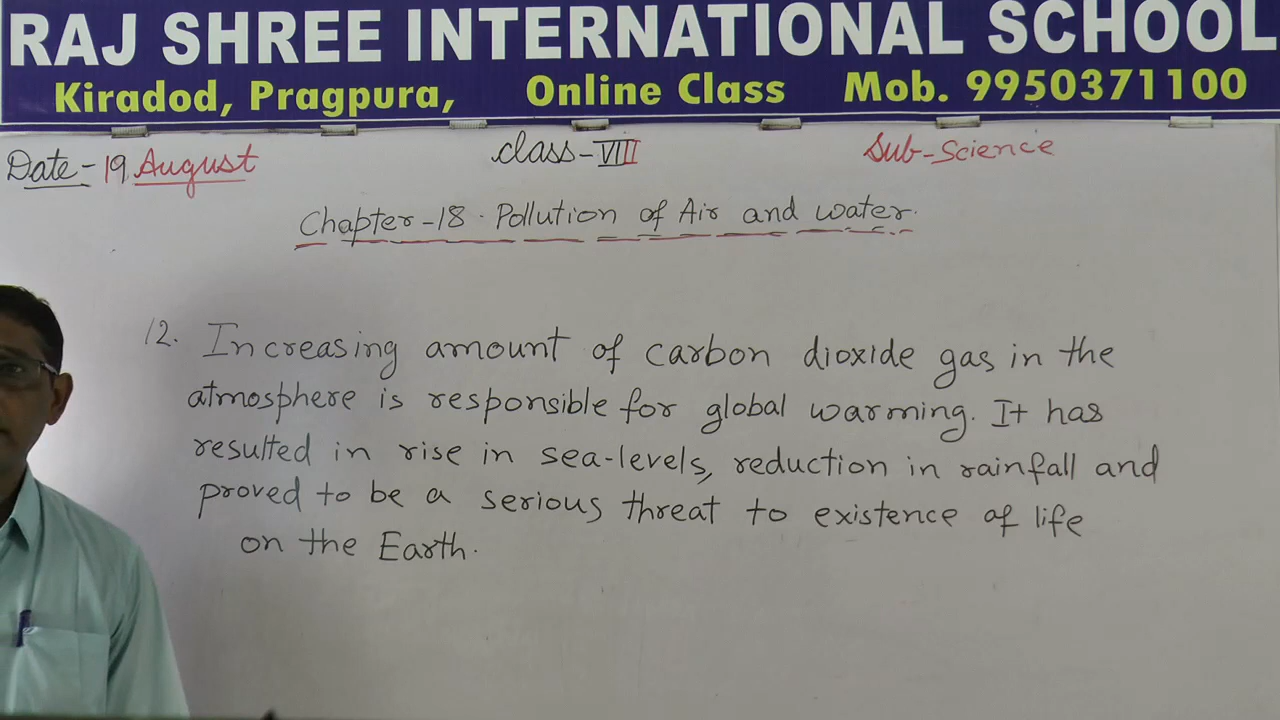 RAJ SHREE INTERNATIONAL SCHOOL
Kiradod, Pragpura, Online Class Mob. 9950371100
Date - 19 August class - VIII Sub - Science
Chapter - 18. Pollution of Air and water.
12. Increasing amount of carbon dioxide gas in the
atmosphere is responsible for global warming. It has
resulted in rise in sea-levels, reduction in rainfall and
proved to be a serious threat to existence of life
on the Earth.